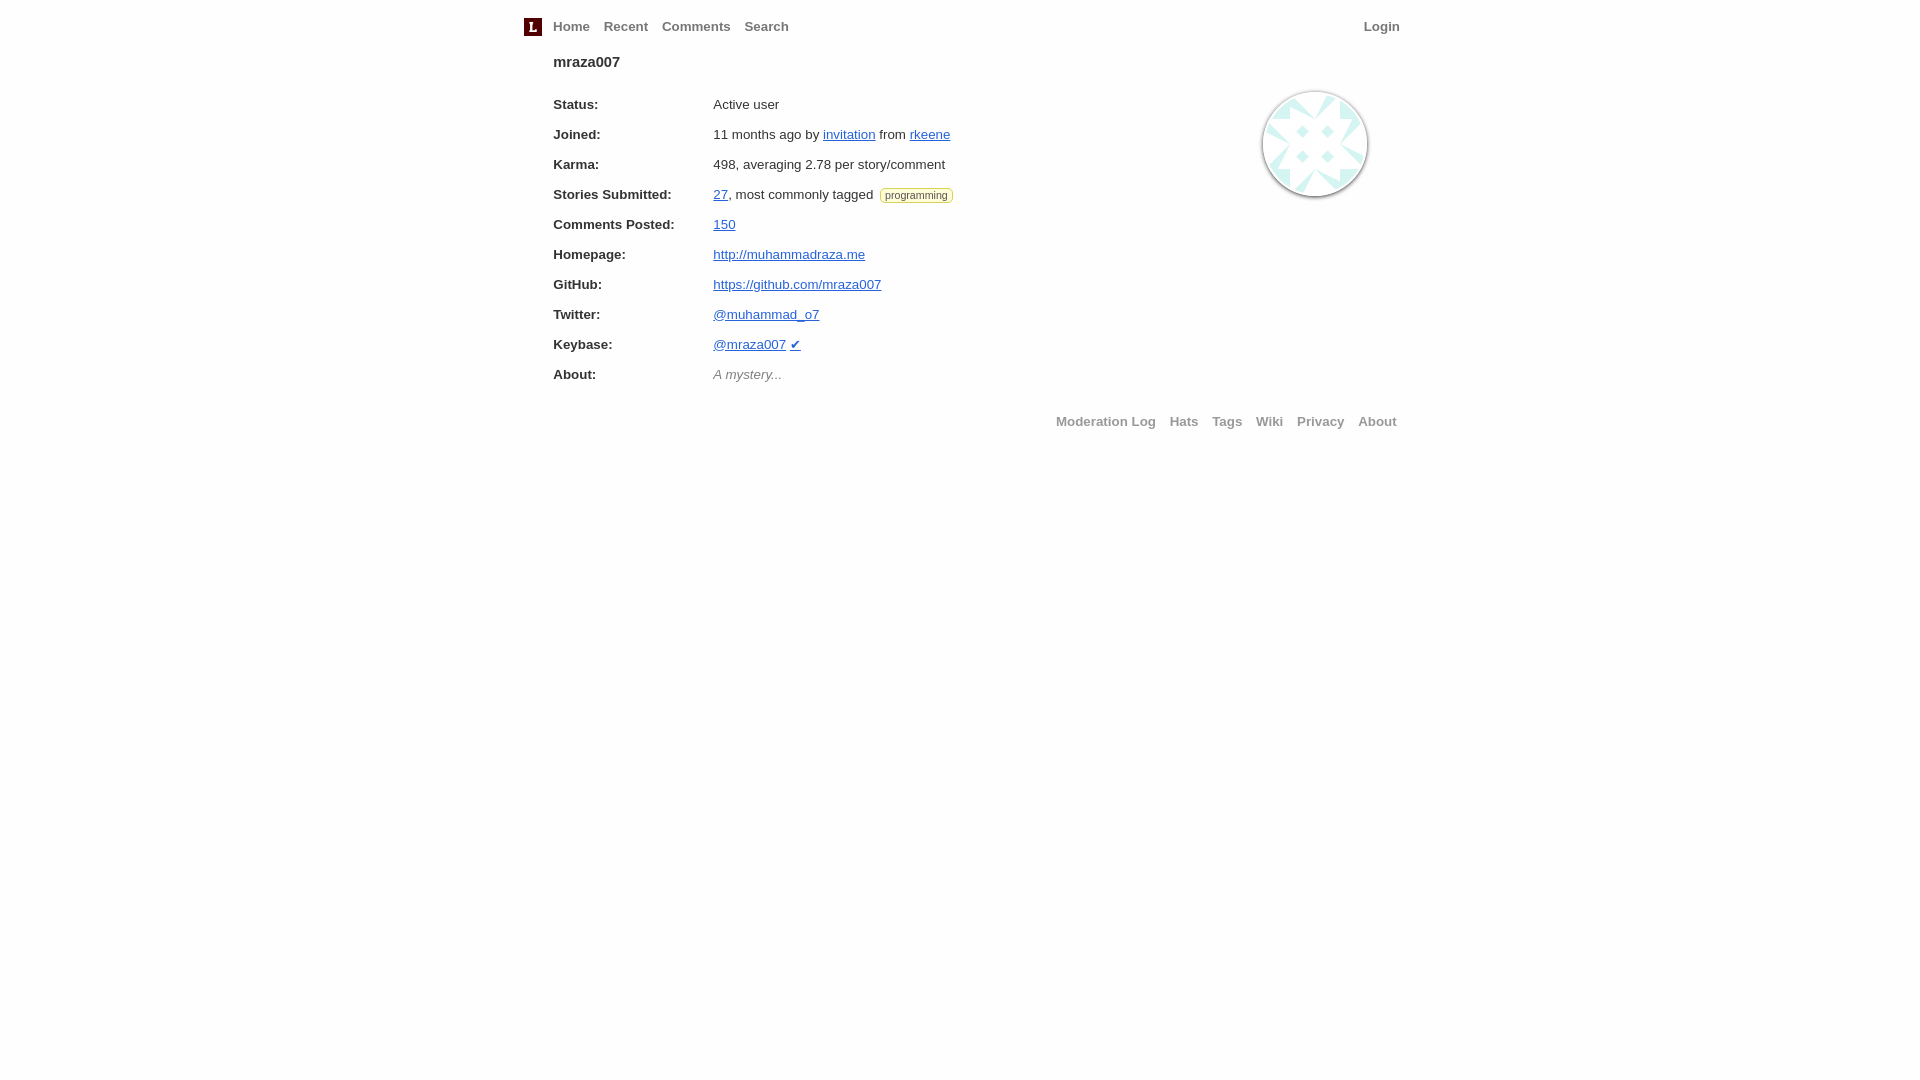 L Home Recent Comments Search Login
mraza007
Status: Active user
Joined: 11 months ago by invitation from rkeene
Karma: 498, averaging 2.78 per story/comment
Stories Submitted: 27, most commonly tagged programming
Comments Posted: 150
Homepage: http://muhammadraza.me
GitHub: https://github.com/mraza007
Twitter: @muhammad_o7
Keybase: @mraza007 ✔
About: A mystery...
Moderation Log Hats Tags Wiki Privacy About